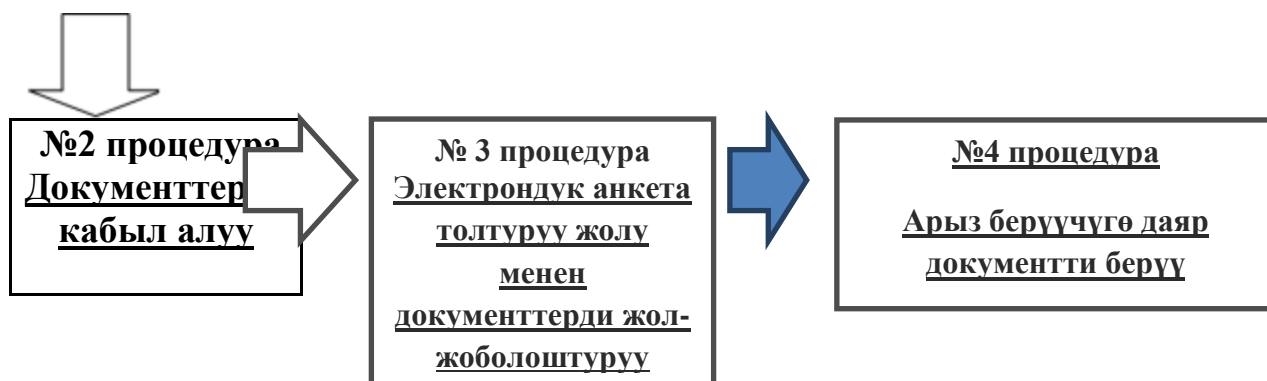 №2 процедура
Документтер
кабыл алуу
№ 3 процедура
Электрондук анкета
толтуруу жолу
менен
документтерди жол-
жоболоштуруу
№4 процедура
Арыз берүүчүгө даяр
документти берүү